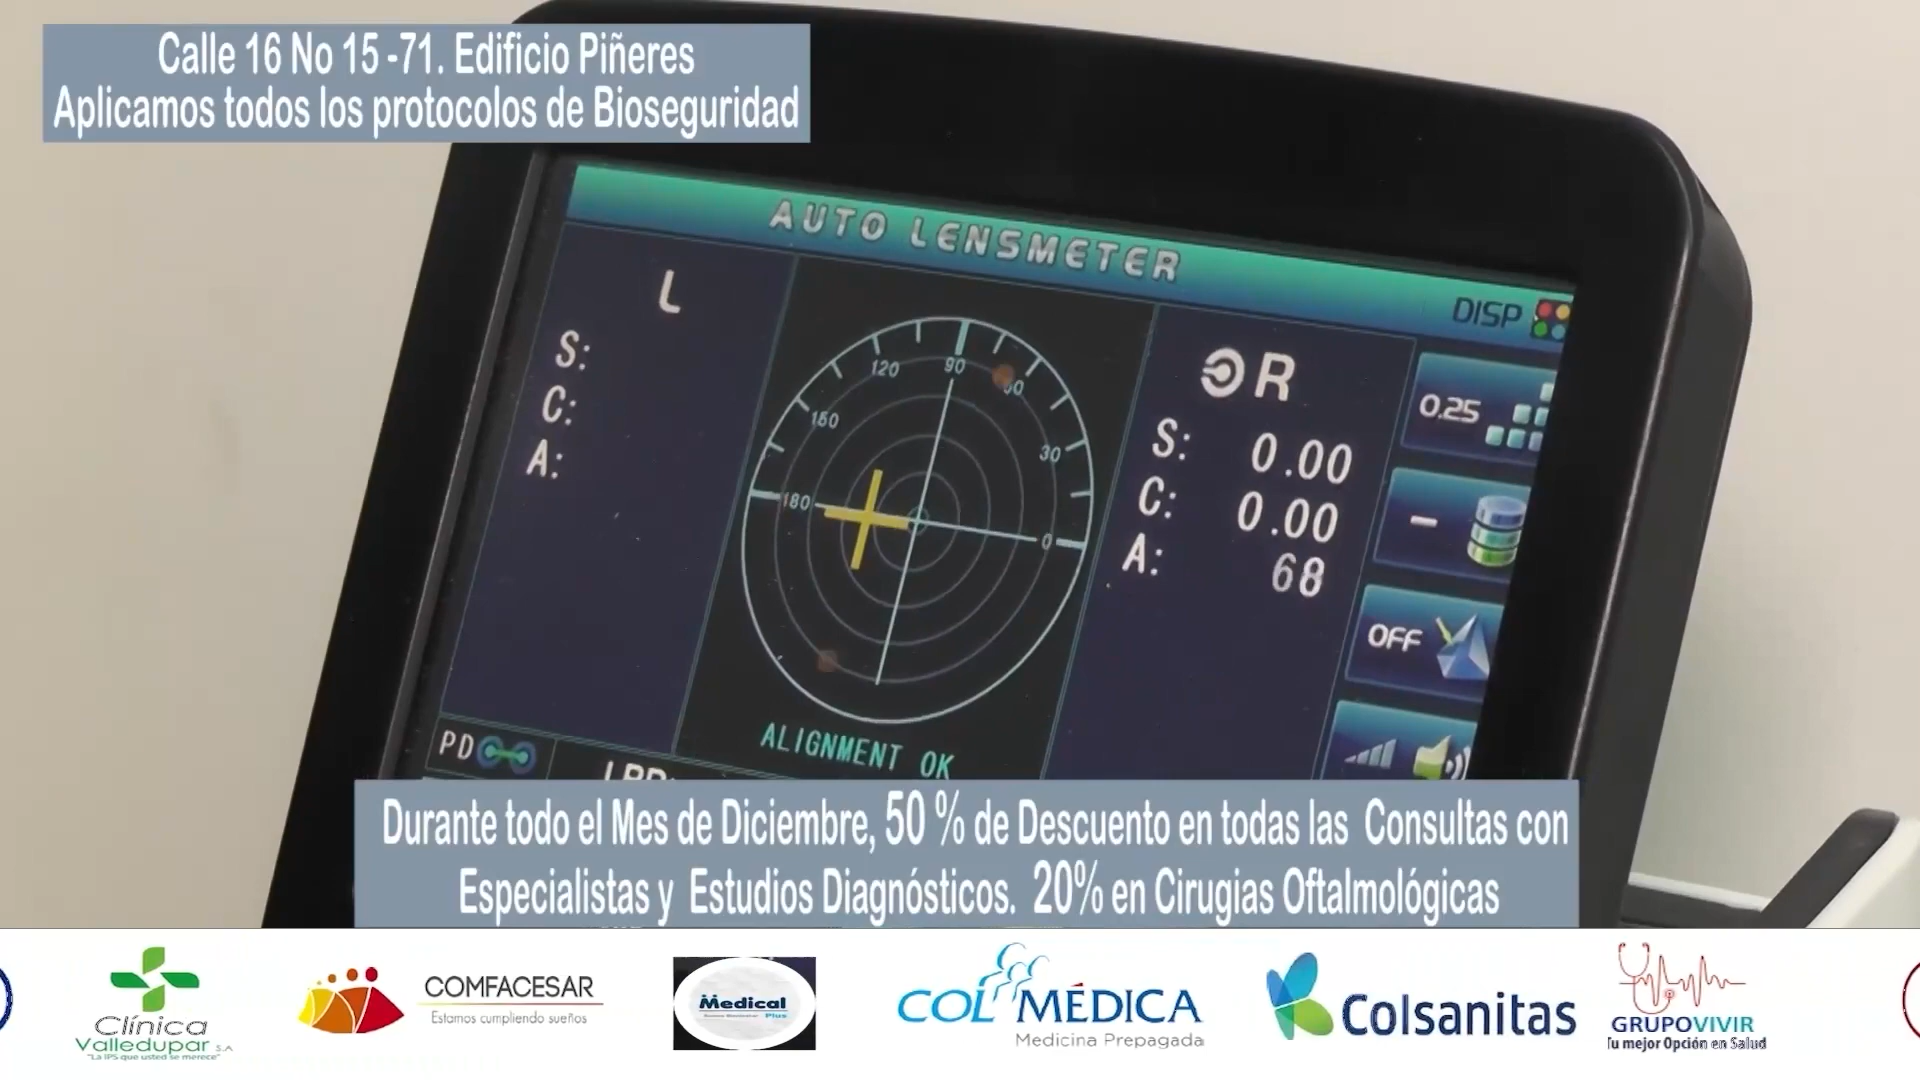 Calle 16 No 15 -71. Edificio Piñeres
Aplicamos todos los protocolos de Bioseguridad
AUTO LENSMETER
DISP
L
S:
C:
A:
120
90
60
150
30
180
0
R
S: 0.00
C: 0.00
A: 68
0.25
-
OFF
ALIGNMENT OK
PD
Durante todo el Mes de Diciembre, 50 % de Descuento en todas las Consultas con
Especialistas y Estudios Diagnósticos. 20% en Cirugias Oftalmológicas
Clínica
Valledupar S.A
"La IPS que usted se merece"
COMFACESAR
Estamos cumpliendo sueños
Medical
Plus
COLMÉDICA
Medicina Prepagada
Colsanitas
GRUPOVIVIR
Tu mejor Opción en Salud